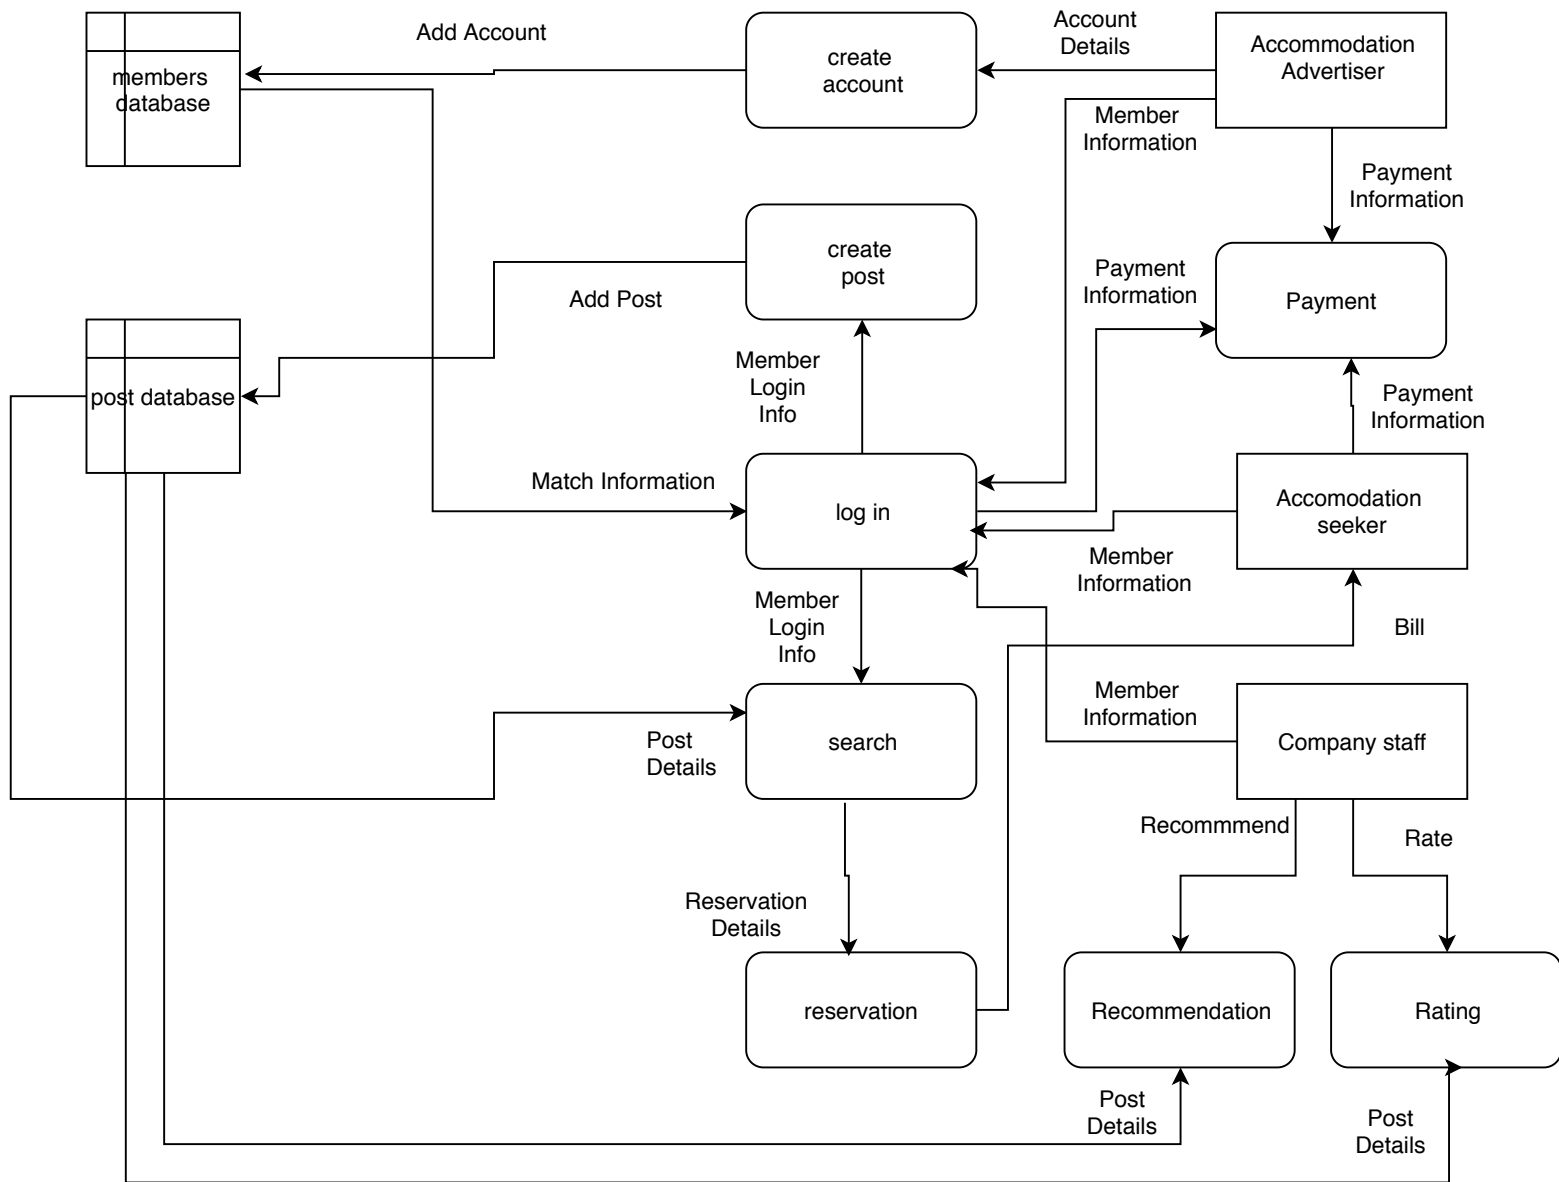 Add Account
Account
Details
Accommodation
Advertiser
create
account
members
database
Member
Information
Payment
Information
create
post
Payment
Information
Payment
Add Post
Member
Login
Info
post database
Payment
Information
Match Information
log in
Accomodation
seeker
Member
Information
Member
Login
Info
Bill
Member
Information
Post
Details
search
Company staff
Recommmend
Rate
Reservation
Details
reservation
Recommendation
Rating
Post
Details
Post
Details